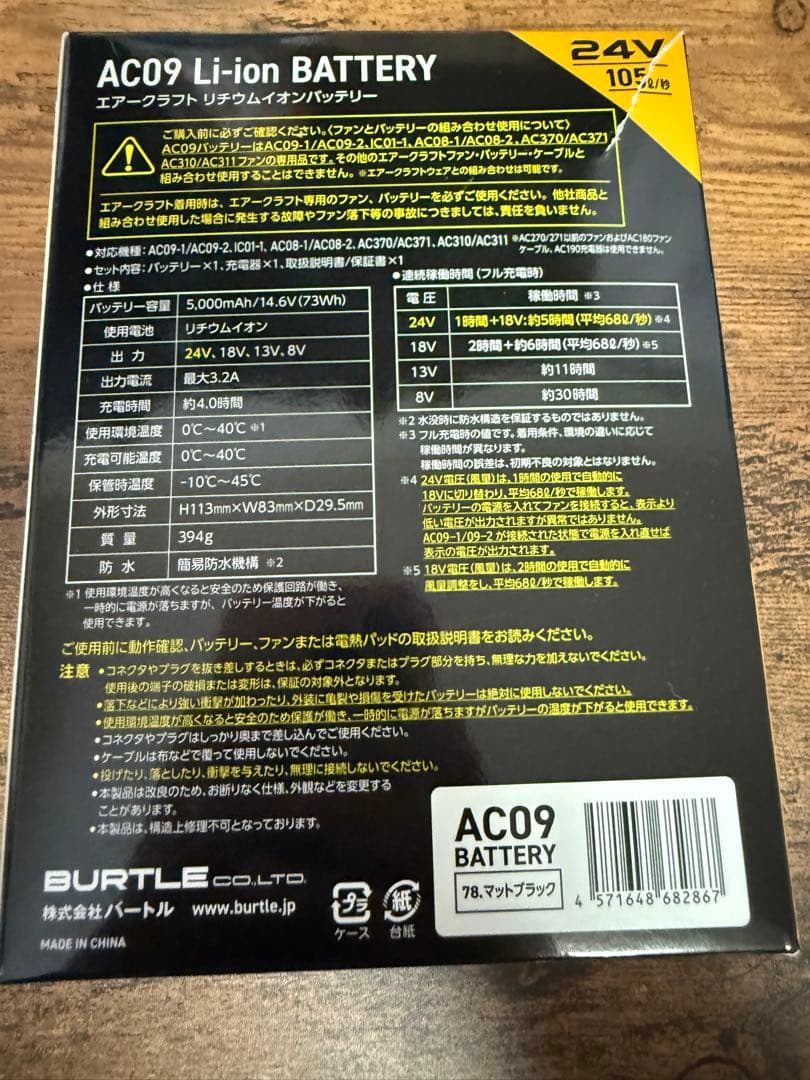 AC09 Li-ion BATTERY
エアークラフト リチウムイオンバッテリー
24V
105ℓ/秒
ご購入前に必ずご確認ください。〈ファンとバッテリーの組み合わせ使用について〉
AC09バッテリーはAC09-1/AC09-2、IC01-1、AC08-1/AC08-2、AC370/AC371
AC310/AC311ファンの専用品です。その他のエアークラフトファン・バッテリー・ケーブルと
組み合わせ使用することはできません。※エアークラフトウェアとの組み合わせは可能です。
エアークラフト着用時は、エアークラフト専用のファン、バッテリーを必ずご使用ください。他社商品と
組み合わせ使用した場合に発生する故障やファン落下等の事故につきましては、責任を負いません。
●対応機種：AC09-1/AC09-2、IC01-1、AC08-1/AC08-2、AC370/AC371、AC310/AC311 ※AC270/271以前のファンおよびAC180ファン
ケーブル、AC190充電器は使用できません。
●セット内容：バッテリー×1、充電器×1、取扱説明書/保証書×1
●仕様
バッテリー容量 5,000mAh/14.6V(73Wh)
使用電池 リチウムイオン
出力 24V、18V、13V、8V
出力電流 最大3.2A
充電時間 約4.0時間
使用環境温度 0℃〜40℃ ※1
充電可能温度 0℃〜40℃
保管時温度 -10℃〜45℃
外形寸法 H113mm×W83mm×D29.5mm
質量 394g
防水 簡易防水機構 ※2
※1 使用環境温度が高くなると安全のため保護回路が働き、
一時的に電源が落ちますが、バッテリー温度が下がると
使用できます。
●連続稼働時間（フル充電時）
電圧 稼働時間 ※3
24V 1時間+18V:約5時間(平均68ℓ/秒)※4
18V 2時間+約6時間(平均68ℓ/秒)※5
13V 約11時間
8V 約30時間
※2 水没時に防水構造を保証するものではありません。
※3 フル充電時の値です。着用条件、環境の違いに応じて
稼働時間が異なります。
稼働時間の誤差は、初期不良の対象とはなりません。
※4 24V電圧(風量)は、1時間の使用で自動的に
18Vに切り替わり、平均68ℓ/秒で稼働します。
バッテリーの電源を入れてファンを接続すると、表示より
低い電圧が出力されますが異常ではありません。
AC09-1/09-2 が接続された状態で電源を入れ直せば
表示の電圧が出力されます。
※5 18V電圧(風量)は、2時間の使用で自動的に
風量調整をし、平均68ℓ/秒で稼働します。
ご使用前に動作確認、バッテリー、ファンまたは電熱パッドの取扱説明書をお読みください。
注意 ●コネクタやプラグを抜き差しするときは、必ずコネクタまたはプラグ部分を持ち、無理な力を加えないでください。
使用後の端子の破損または変形は、保証の対象外となります。
●落下などにより強い衝撃が加わったり、外装に亀裂や損傷を受けたバッテリーは絶対に使用しないでください。
●使用環境温度が高くなると安全のため保護が働き、一時的に電源が落ちますがバッテリーの温度が下がると使用できます。
●コネクタやプラグはしっかり奥まで差し込んでご使用ください。
●ケーブルは布などで覆って使用しないでください。
●投げたり、落としたり、衝撃を与えたり、無理に接続しないでください。
●本製品は改良のため、お断りなく仕様、外観などを変更する
ことがあります。
●本製品は、構造上修理不可となっております。
BURTLE CO.,LTD.
株式会社バートル www.burtle.jp
MADE IN CHINA
プラ
ケース
紙
台紙
AC09
BATTERY
78.マットブラック
4 571648 682867